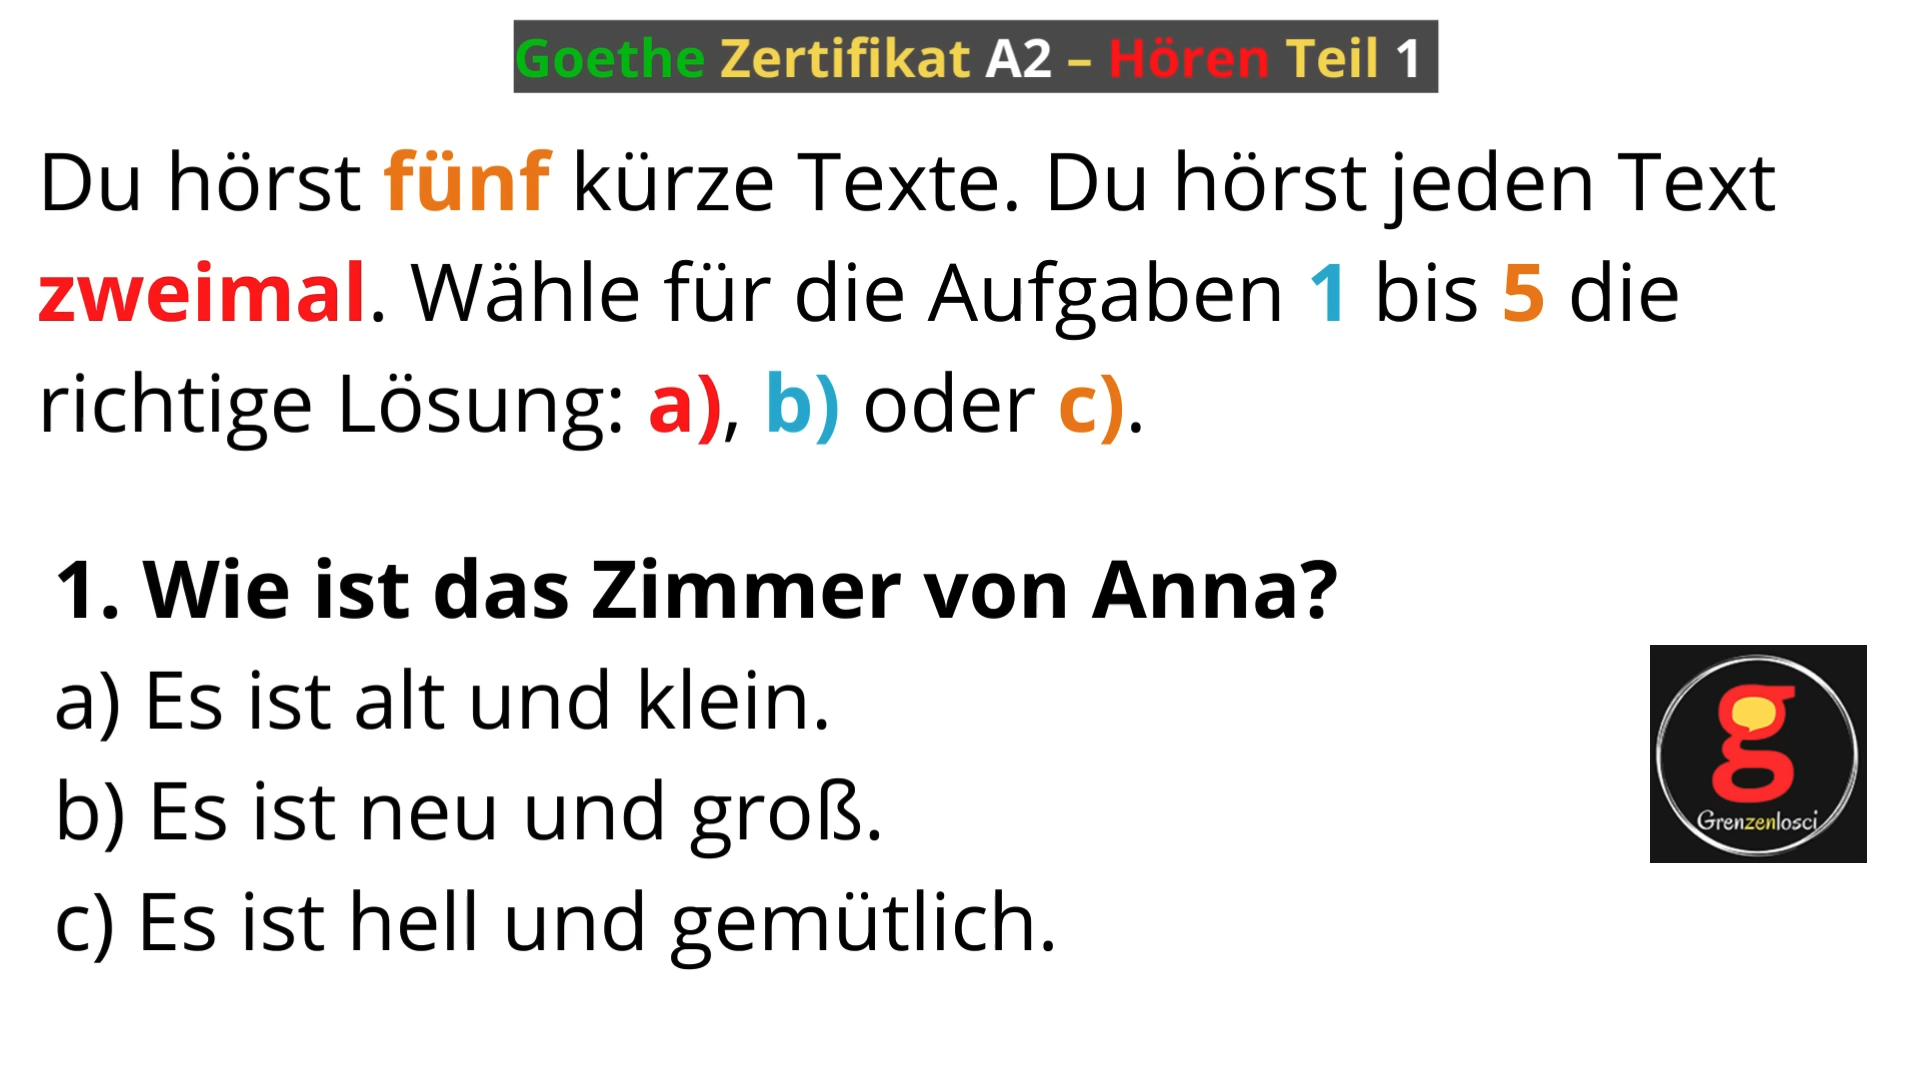 Goethe Zertifikat A2 – Hören Teil 1
Du hörst fünf kürze Texte. Du hörst jeden Text
zweimal. Wähle für die Aufgaben 1 bis 5 die
richtige Lösung: a), b) oder c).
1. Wie ist das Zimmer von Anna?
a) Es ist alt und klein.
b) Es ist neu und groß.
c) Es ist hell und gemütlich.
g
Grenzenlosci